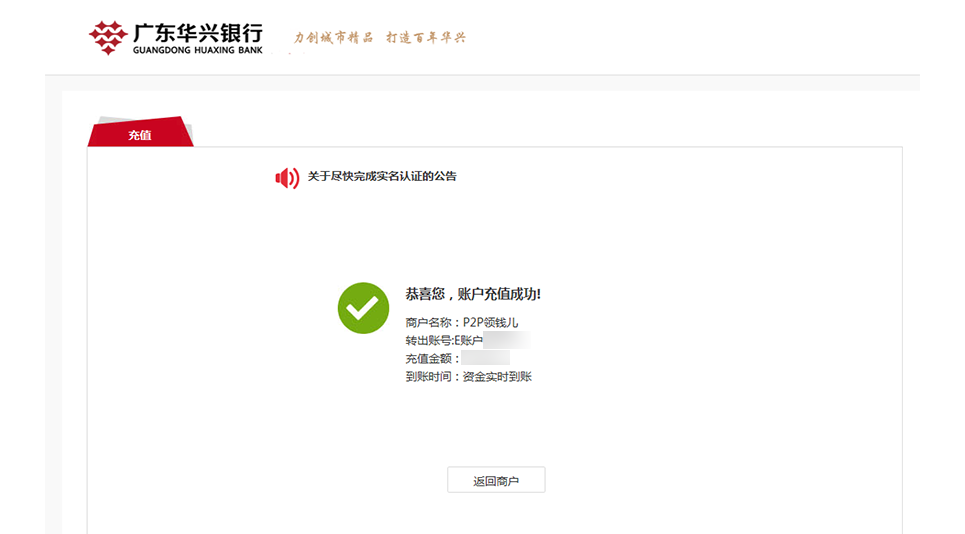 广东华兴银行
GUANGDONG HUAXING BANK
力创城市精品 打造百年华兴
充值
关于尽快完成实名认证的公告
恭喜您，账户充值成功!
商户名称：P2P领钱儿
转出账号:E账户
充值金额：
到账时间：资金实时到账
返回商户